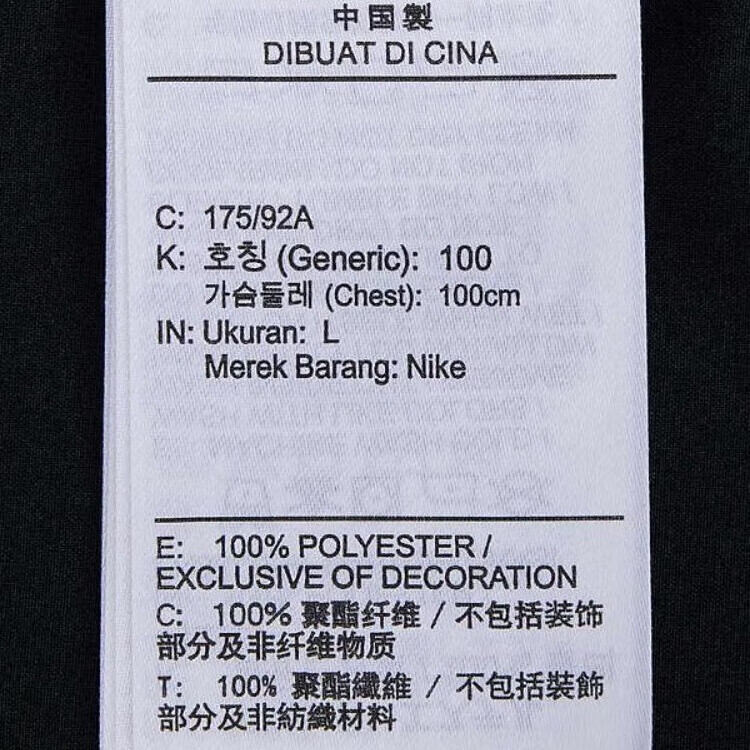 中国製
DIBUAT DI CINA
C: 175/92A
K: 호칭 (Generic): 100
가슴둘레 (Chest): 100cm
IN: Ukuran: L
Merek Barang: Nike
E: 100% POLYESTER /
EXCLUSIVE OF DECORATION
C: 100% 聚酯纤维 / 不包括装饰
部分及非纤维物质
T: 100% 聚酯纖維 / 不包括裝飾
部分及非紡織材料